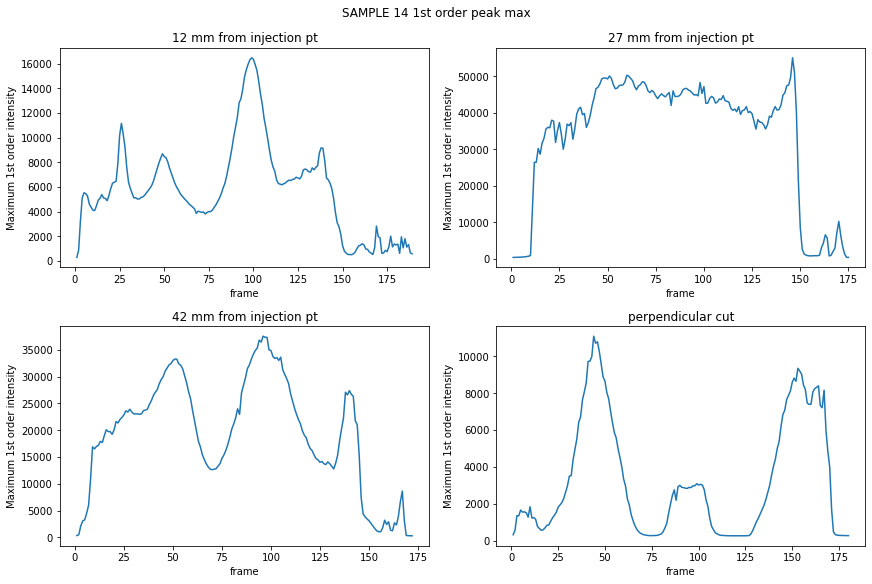 SAMPLE 14 1st order peak max
12 mm from injection pt
Maximum 1st order intensity
16000
14000
12000
10000
8000
6000
4000
2000
0
0 25 50 75 100 125 150 175
frame
27 mm from injection pt
Maximum 1st order intensity
50000
40000
30000
20000
10000
0
0 25 50 75 100 125 150 175
frame
42 mm from injection pt
Maximum 1st order intensity
35000
30000
25000
20000
15000
10000
5000
0
0 25 50 75 100 125 150 175
frame
perpendicular cut
Maximum 1st order intensity
10000
8000
6000
4000
2000
0
0 25 50 75 100 125 150 175
frame